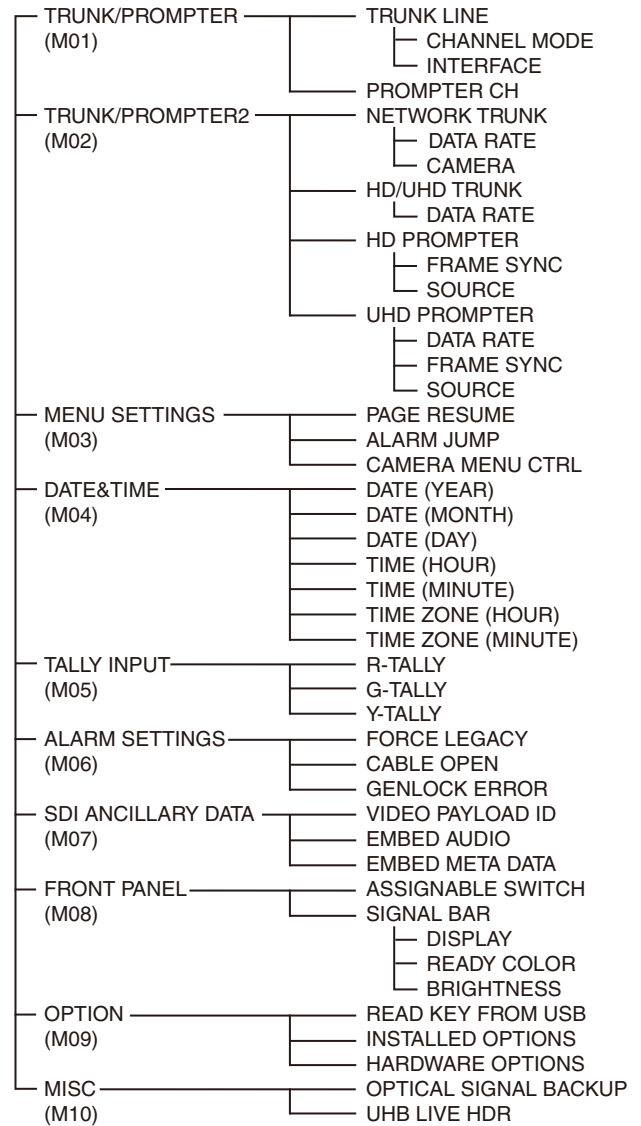 TRUNK/PROMPTER TRUNK LINE
(M01) CHANNEL MODE
INTERFACE
PROMPTER CH
TRUNK/PROMPTER2 NETWORK TRUNK
(M02) DATA RATE
CAMERA
HD/UHD TRUNK
DATA RATE
HD PROMPTER
FRAME SYNC
SOURCE
UHD PROMPTER
DATA RATE
FRAME SYNC
SOURCE
MENU SETTINGS PAGE RESUME
(M03) ALARM JUMP
CAMERA MENU CTRL
DATE&TIME DATE (YEAR)
(M04) DATE (MONTH)
DATE (DAY)
TIME (HOUR)
TIME (MINUTE)
TIME ZONE (HOUR)
TIME ZONE (MINUTE)
TALLY INPUT R-TALLY
(M05) G-TALLY
Y-TALLY
ALARM SETTINGS FORCE LEGACY
(M06) CABLE OPEN
GENLOCK ERROR
SDI ANCILLARY DATA VIDEO PAYLOAD ID
(M07) EMBED AUDIO
EMBED META DATA
FRONT PANEL ASSIGNABLE SWITCH
(M08) SIGNAL BAR
DISPLAY
READY COLOR
BRIGHTNESS
OPTION READ KEY FROM USB
(M09) INSTALLED OPTIONS
HARDWARE OPTIONS
MISC OPTICAL SIGNAL BACKUP
(M10) UHB LIVE HDR